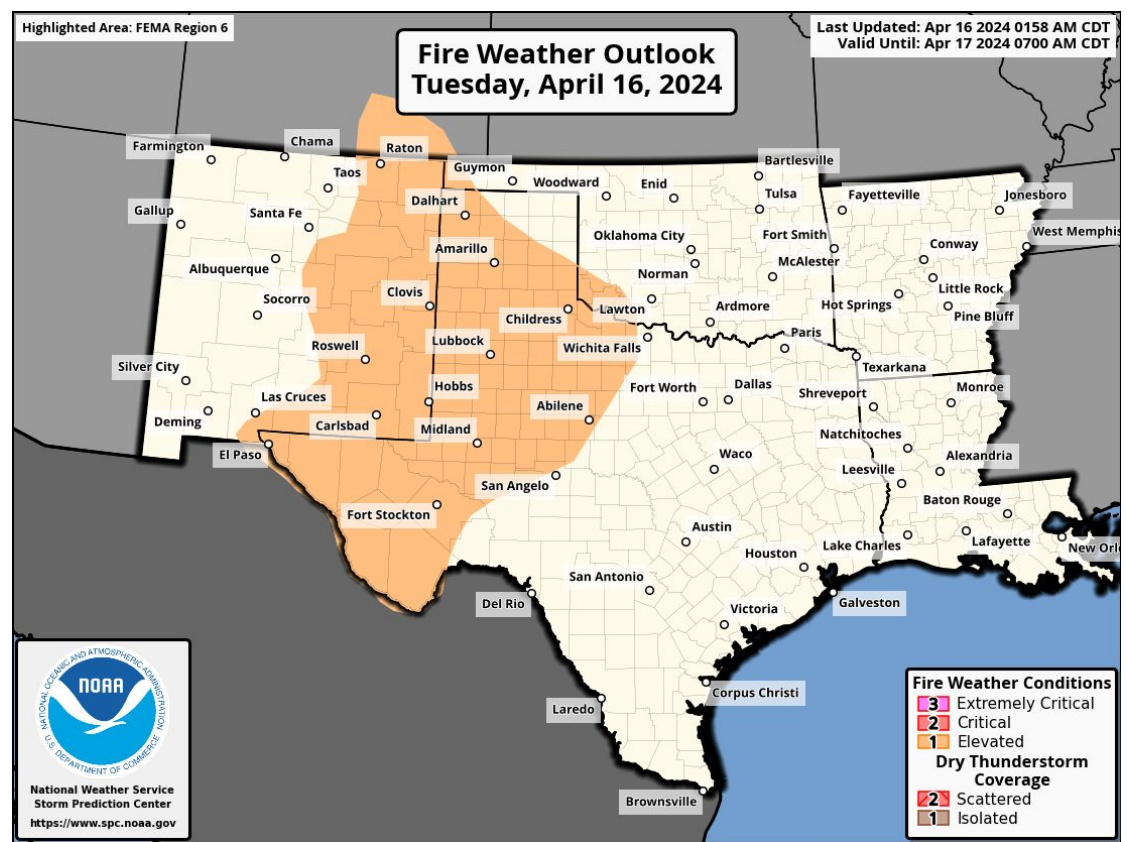 Highlighted Area: FEMA Region 6
Fire Weather Outlook
Tuesday, April 16, 2024
Last Updated: Apr 16 2024 0158 AM CDT
Valid Until: Apr 17 2024 0700 AM CDT
Farmington
Chama
Raton
Taos
Guymon
Woodward
Enid
Bartlesville
Tulsa
Fayetteville
Jonesboro
Gallup
Santa Fe
Dalhart
Oklahoma City
Fort Smith
West Memphis
Albuquerque
Amarillo
Norman
McAlester
Conway
Socorro
Clovis
Childress
Lawton
Ardmore
Hot Springs
Little Rock
Pine Bluff
Roswell
Lubbock
Wichita Falls
Paris
Texarkana
Silver City
Las Cruces
Hobbs
Fort Worth
Dallas
Shreveport
Monroe
Deming
Carlsbad
Midland
Abilene
Natchitoches
El Paso
San Angelo
Waco
Leesville
Alexandria
Fort Stockton
Baton Rouge
Austin
Houston
Lake Charles
Lafayette
New Orl
San Antonio
Del Rio
Victoria
Galveston
Laredo
Corpus Christi
Brownsville
NATIONAL OCEANIC AND ATMOSPHERIC ADMINISTRATION
NOAA
U.S. DEPARTMENT OF COMMERCE
National Weather Service
Storm Prediction Center
https://www.spc.noaa.gov
Fire Weather Conditions
3 Extremely Critical
2 Critical
1 Elevated
Dry Thunderstorm
Coverage
2 Scattered
1 Isolated